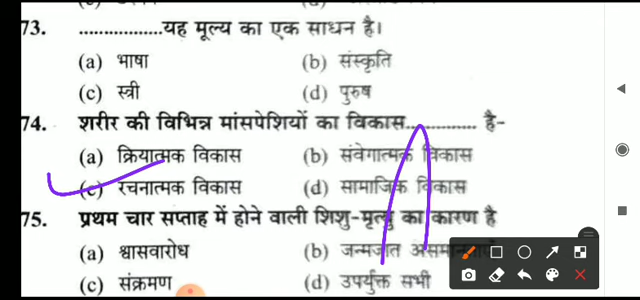 73. ..................यह मूल्य का एक साधन है।
(a) भाषा (b) संस्कृति
(c) स्त्री (d) पुरुष
74. शरीर की विभिन्न मांसपेशियों का विकास............... है-
(a) क्रियात्मक विकास (b) संवेगात्मक विकास
(c) रचनात्मक विकास (d) सामाजिक विकास
75. प्रथम चार सप्ताह में होने वाली शिशु-मृत्यु का कारण है
(a) श्वासवारोध (b) जन्मजात
(c) संक्रमण (d) उपर्युक्त सभी